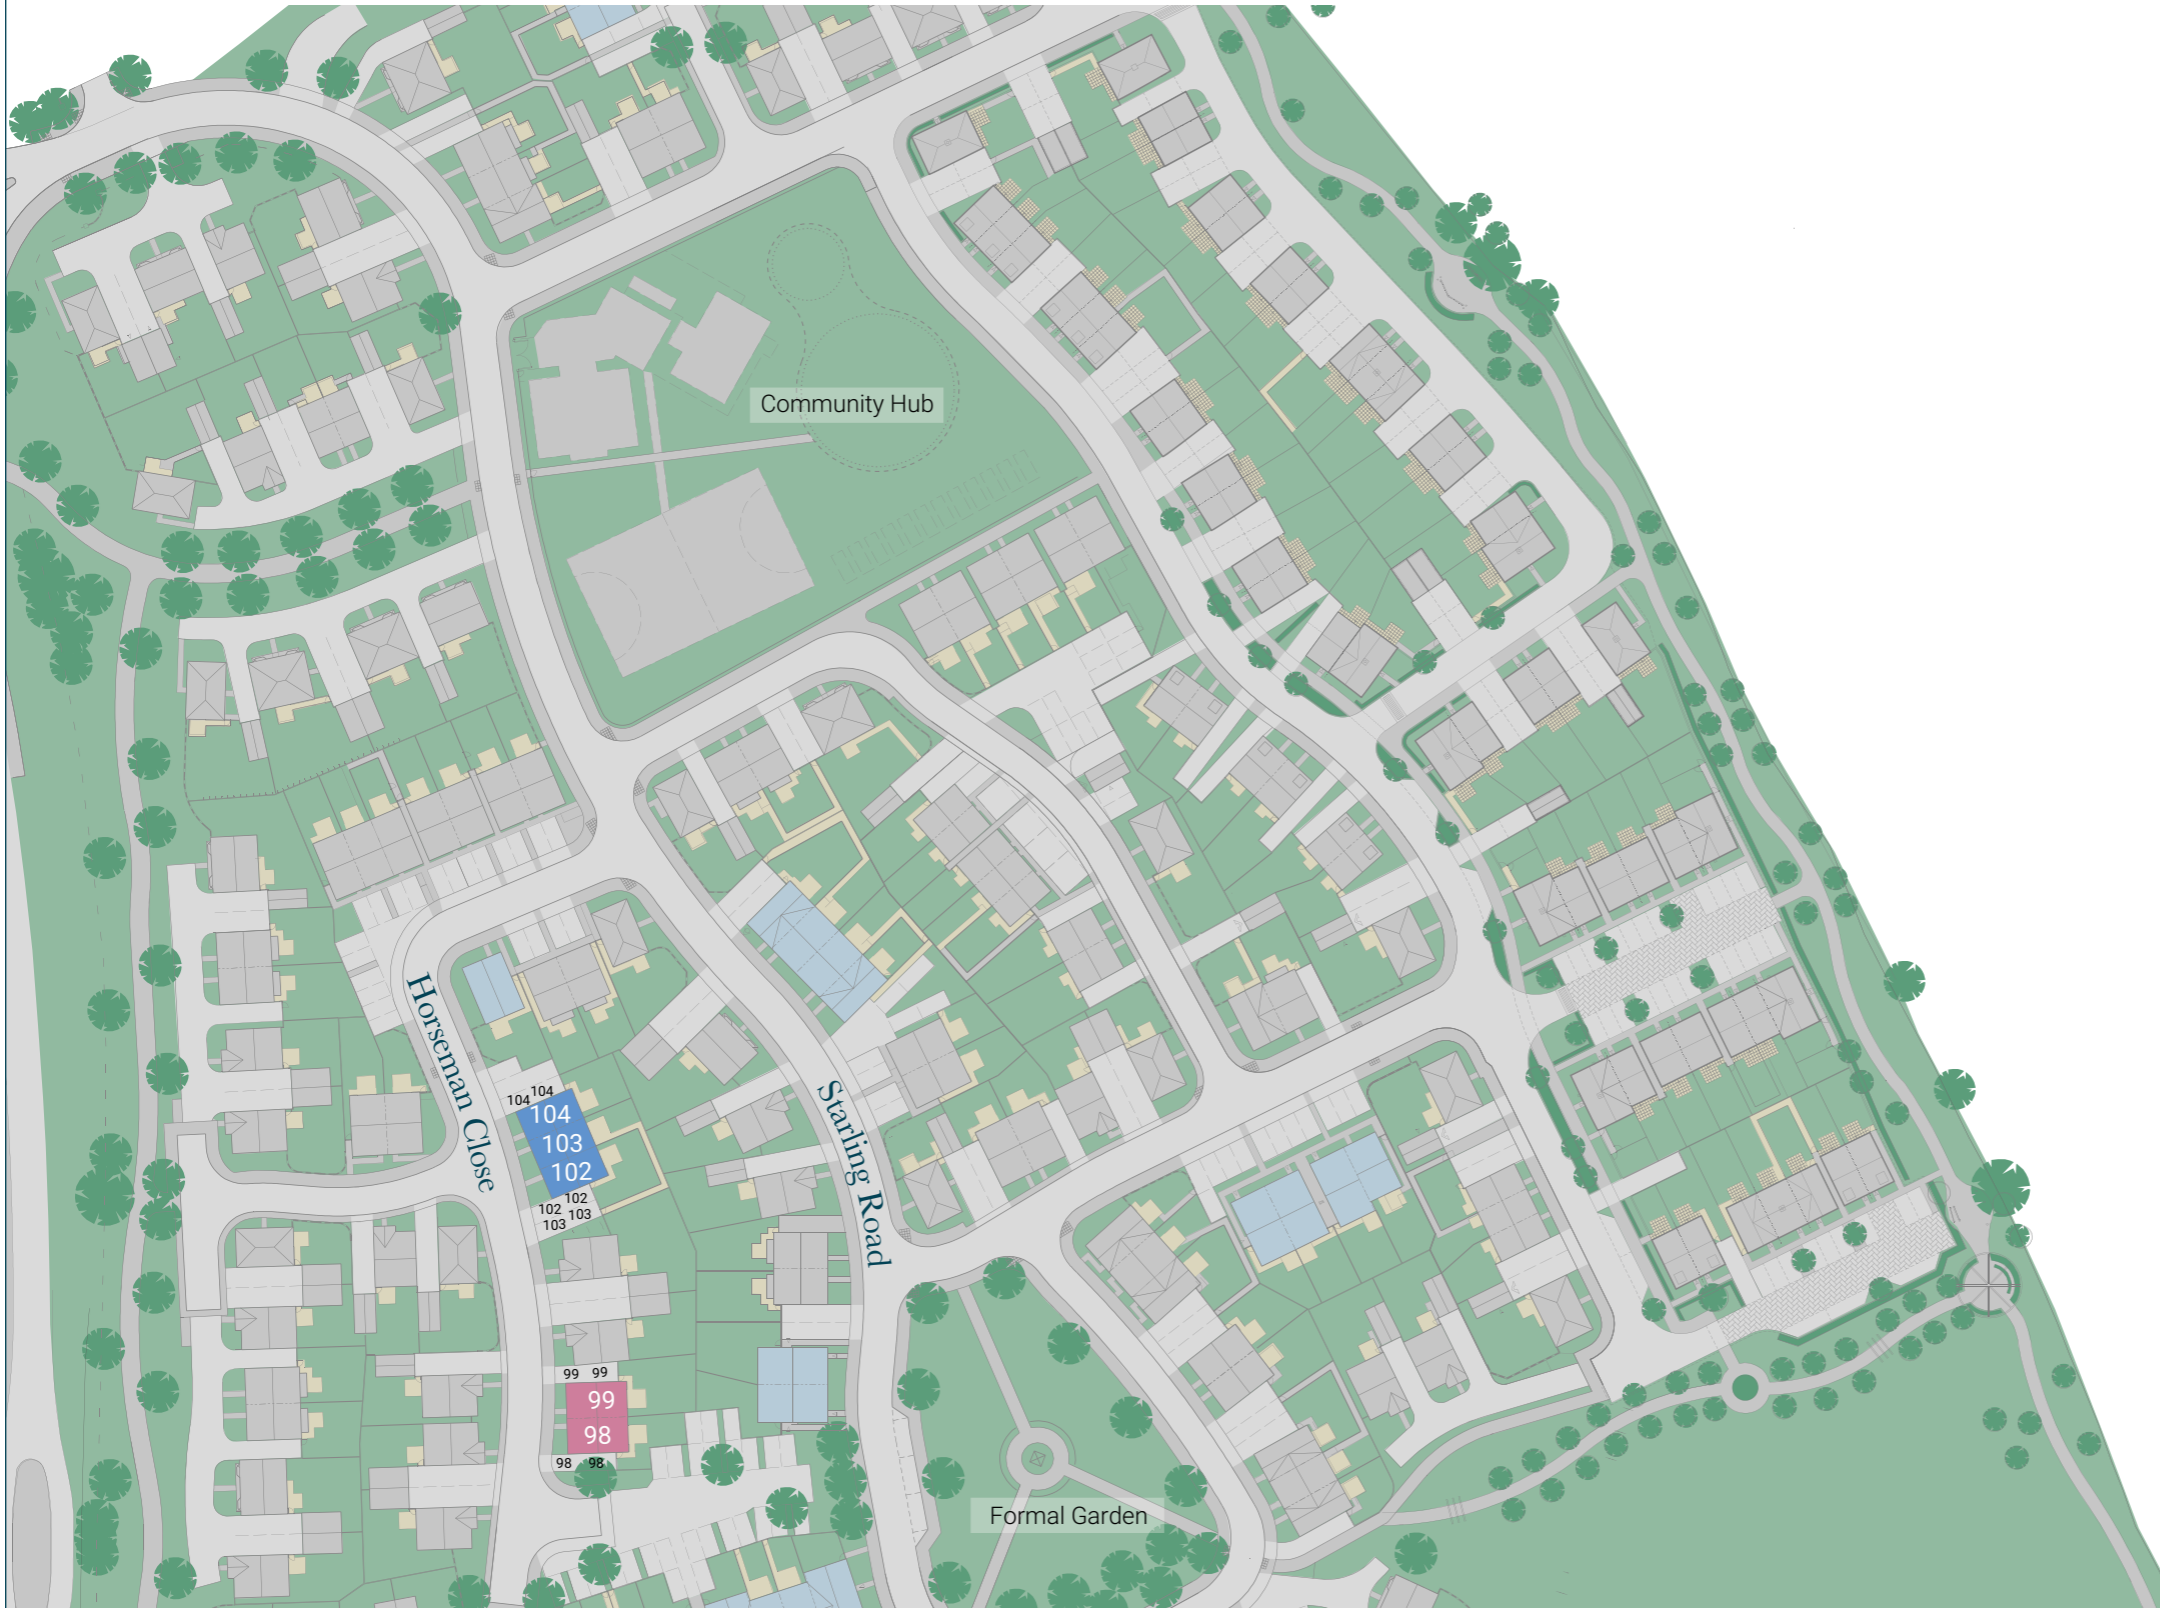 Community Hub
Horseman Close
104 104
104
103
102
102
102 103
103
Starling Road
99 99
99
98
98 98
Formal Garden